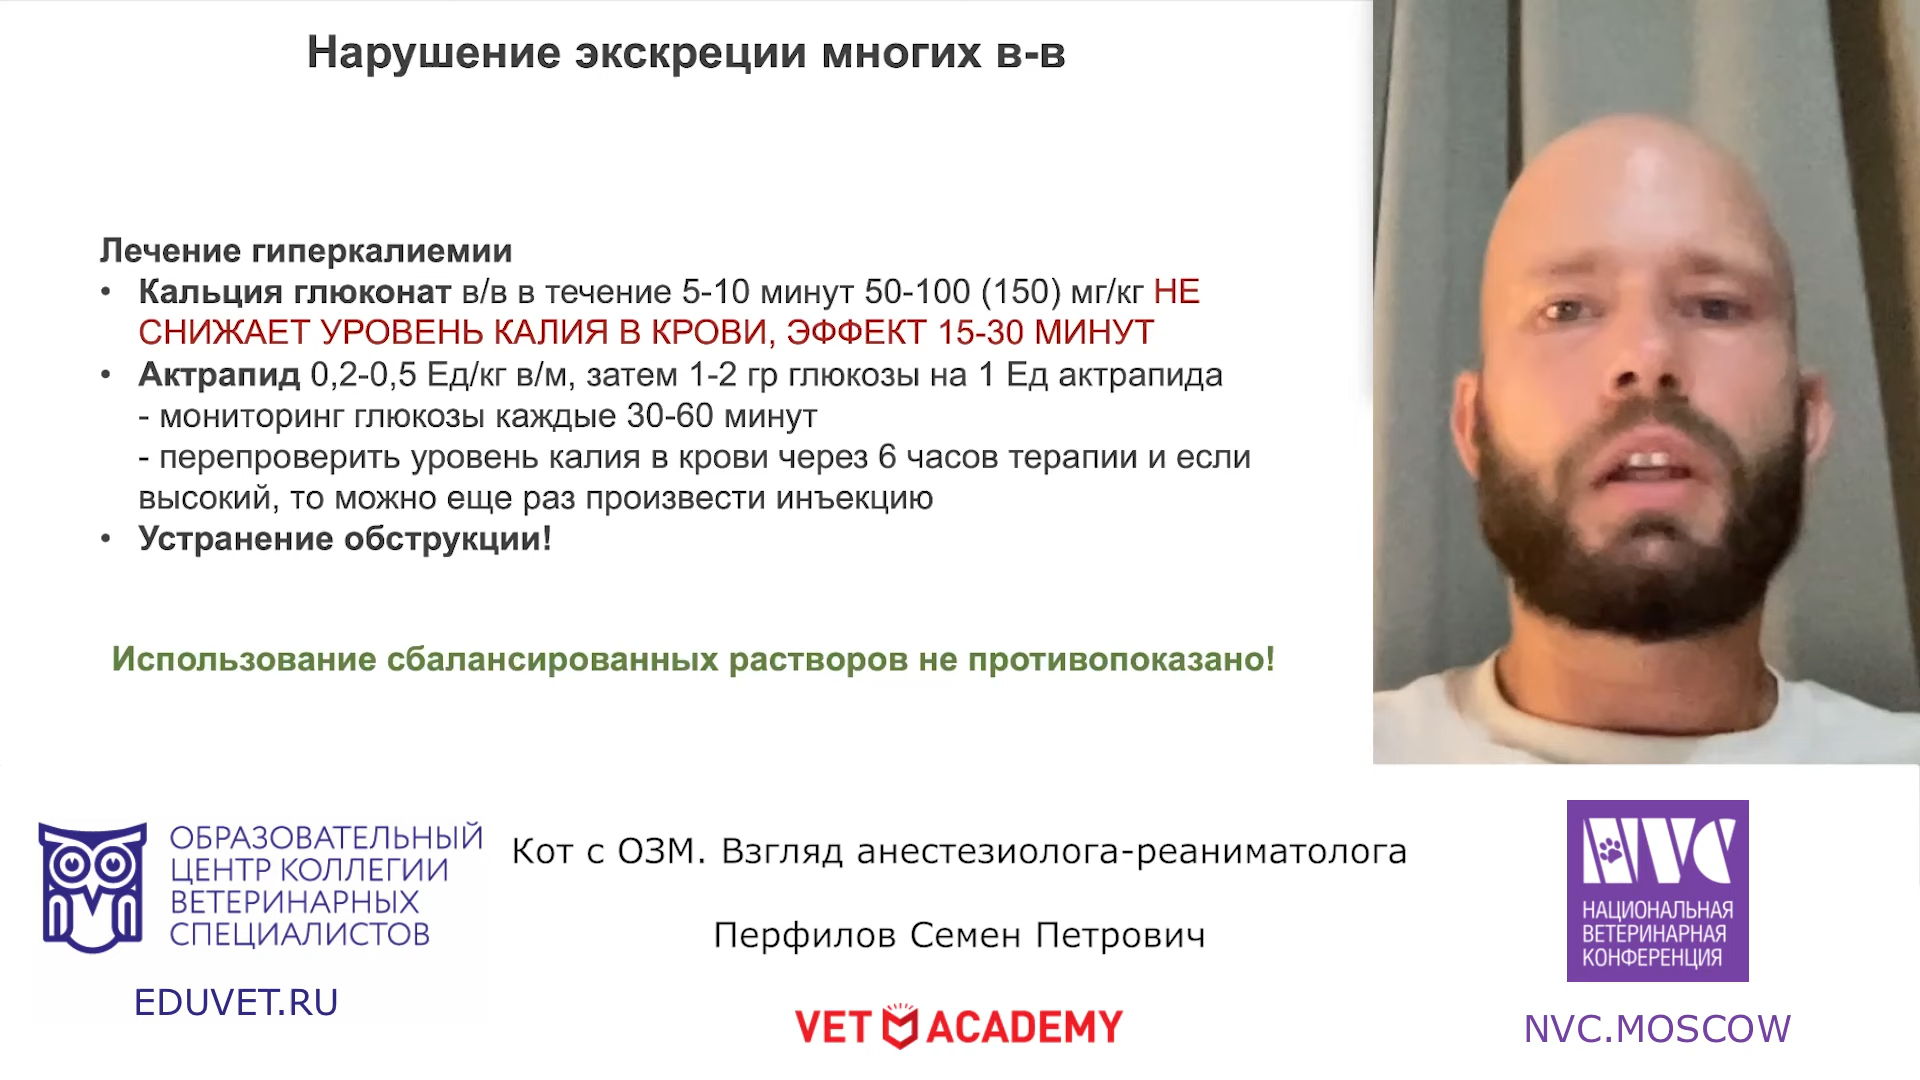 Нарушение экскреции многих в-в
Лечение гиперкалиемии
• Кальция глюконат в/в в течение 5-10 минут 50-100 (150) мг/кг НЕ
СНИЖАЕТ УРОВЕНЬ КАЛИЯ В КРОВИ, ЭФФЕКТ 15-30 МИНУТ
• Актрапид 0,2-0,5 Ед/кг в/м, затем 1-2 гр глюкозы на 1 Ед актрапида
- мониторинг глюкозы каждые 30-60 минут
- перепроверить уровень калия в крови через 6 часов терапии и если
высокий, то можно еще раз произвести инъекцию
• Устранение обструкции!
Использование сбалансированных растворов не противопоказано!
ОБРАЗОВАТЕЛЬНЫЙ
ЦЕНТР КОЛЛЕГИИ
ВЕТЕРИНАРНЫХ
СПЕЦИАЛИСТОВ
EDUVET.RU
Кот с ОЗМ. Взгляд анестезиолога-реаниматолога
Перфилов Семен Петрович
VET ACADEMY
NVC
НАЦИОНАЛЬНАЯ
ВЕТЕРИНАРНАЯ
КОНФЕРЕНЦИЯ
NVC.MOSCOW